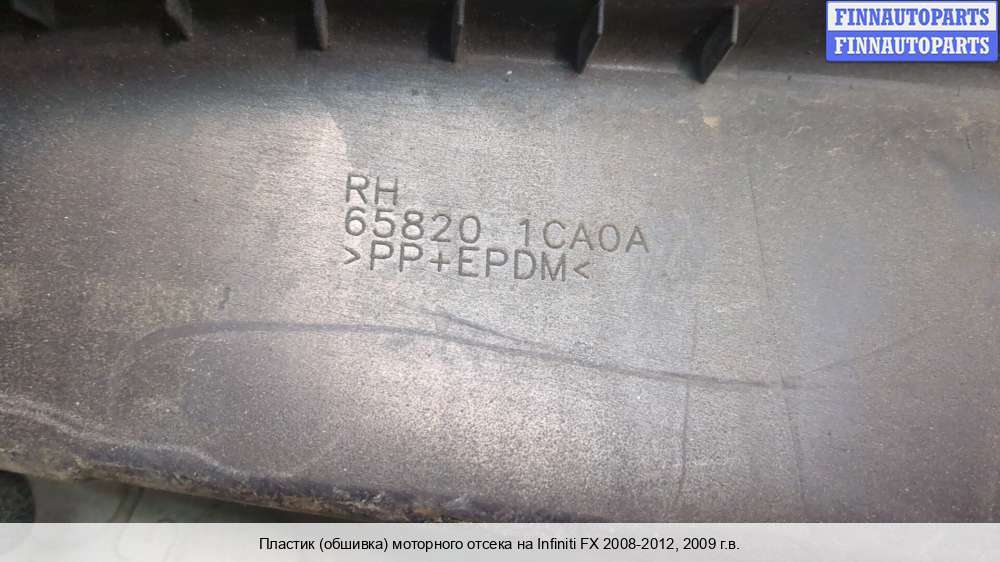 FINNAUTOPARTS
FINNAUTOPARTS
RH
65820 1CA0A
>PP+EPDM<
Пластик (обшивка) моторного отсека на Infiniti FX 2008-2012, 2009 г.в.